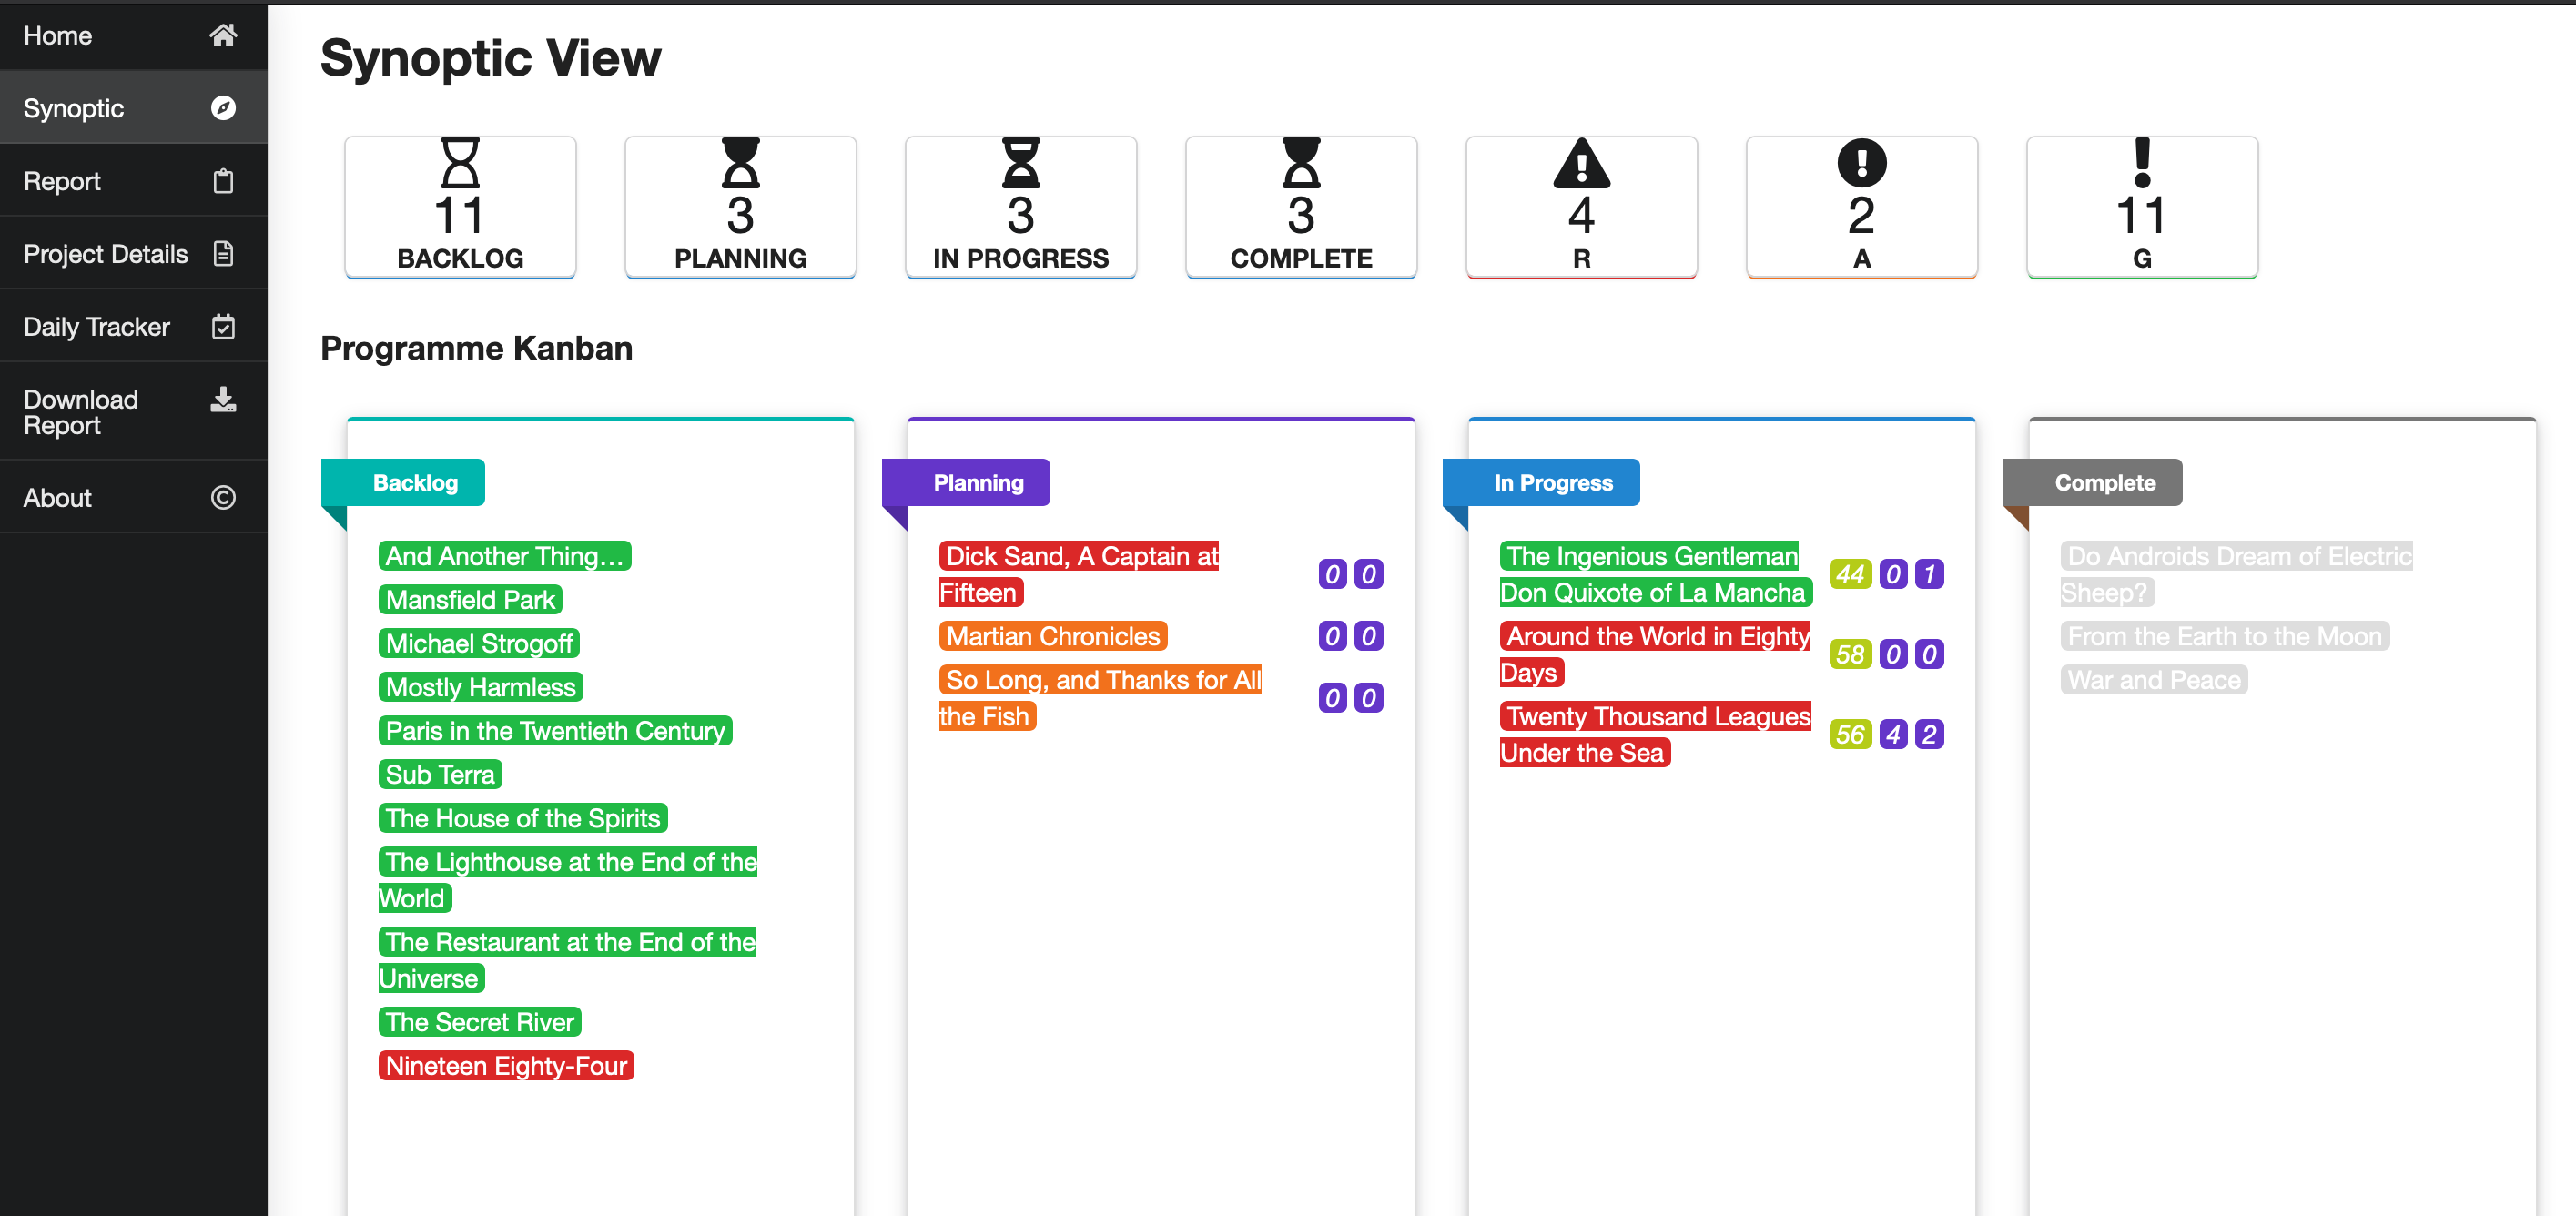 Home
Synoptic
Report
Project Details
Daily Tracker
Download
Report
About
Synoptic View
11
BACKLOG
3
PLANNING
3
IN PROGRESS
3
COMPLETE
4
R
2
A
11
G
Programme Kanban
Backlog
And Another Thing...
Mansfield Park
Michael Strogoff
Mostly Harmless
Paris in the Twentieth Century
Sub Terra
The House of the Spirits
The Lighthouse at the End of the
World
The Restaurant at the End of the
Universe
The Secret River
Nineteen Eighty-Four
Planning
Dick Sand, A Captain at
Fifteen
0 0
Martian Chronicles 0 0
So Long, and Thanks for All
the Fish
0 0
In Progress
The Ingenious Gentleman
Don Quixote of La Mancha
44 0 1
Around the World in Eighty
Days
58 0 0
Twenty Thousand Leagues
Under the Sea
56 4 2
Complete
Do Androids Dream of Electric
Sheep?
From the Earth to the Moon
War and Peace